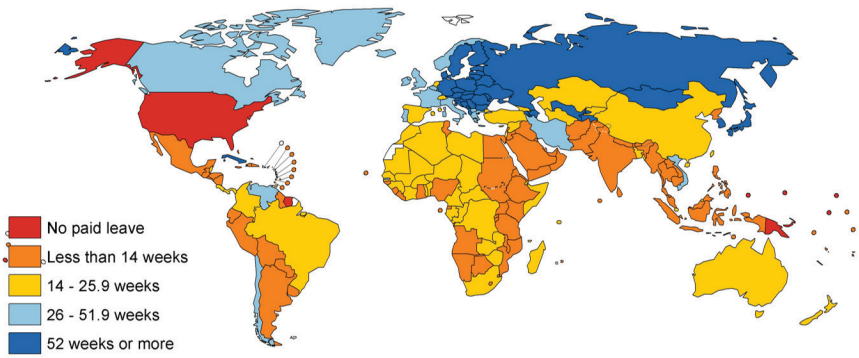 No paid leave
Less than 14 weeks
14 - 25.9 weeks
26 - 51.9 weeks
52 weeks or more